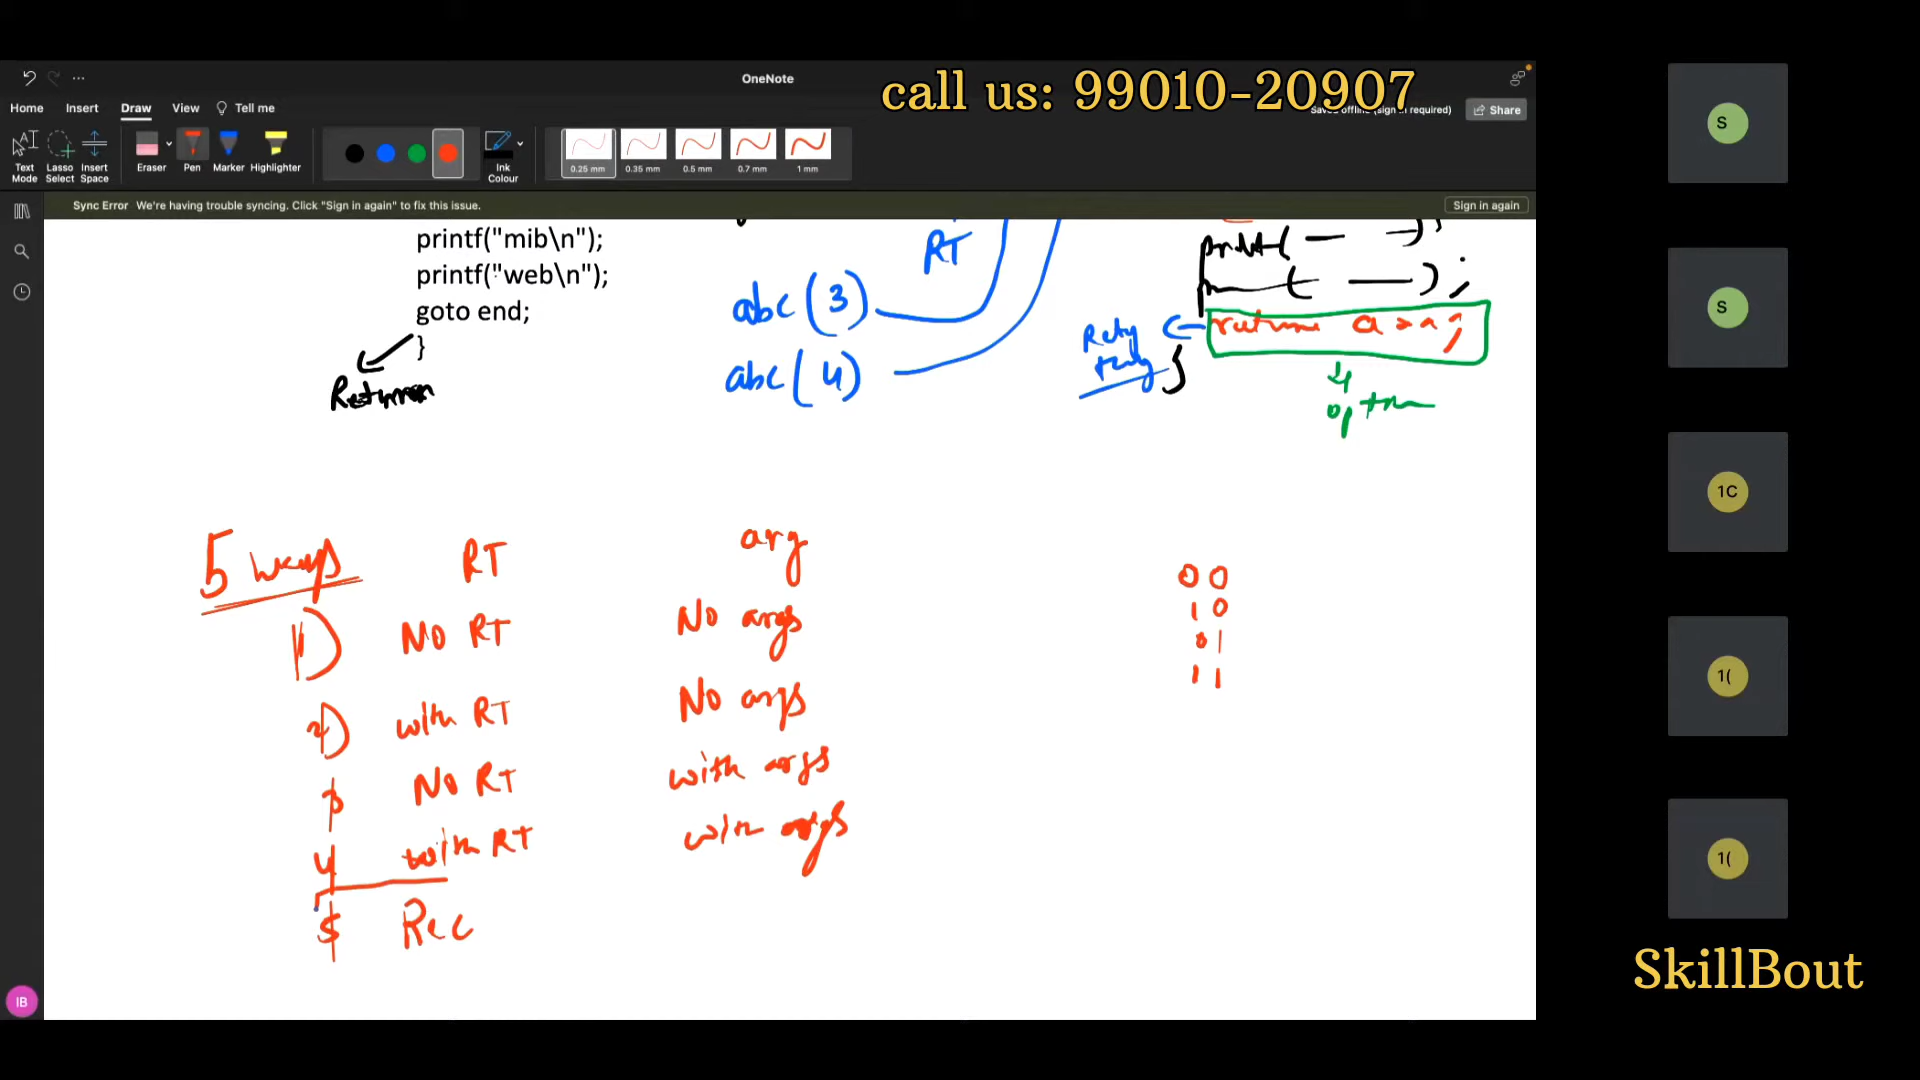 OneNote
call us: 99010-20907
Home Insert Draw View Tell me
Share
Text Mode
Lasso Select
Insert Space
Eraser
Pen
Marker
Highlighter
Ink Colour
0.25 mm
0.35 mm
0.5 mm
0.7 mm
1 mm
Sync Error We're having trouble syncing. Click "Sign in again" to fix this issue.
Sign in again
printf("mib\n");
printf("web\n");
goto end;
}
Return
RT
abc(3)
abc(4)
return
}
5 ways RT arg
1) No RT No args
2) with RT No args
3 No RT with args
4 with RT with args
5 Rec
0 0
1 0
0 1
1 1
S
S
1C
1(
1(
IB
SkillBout